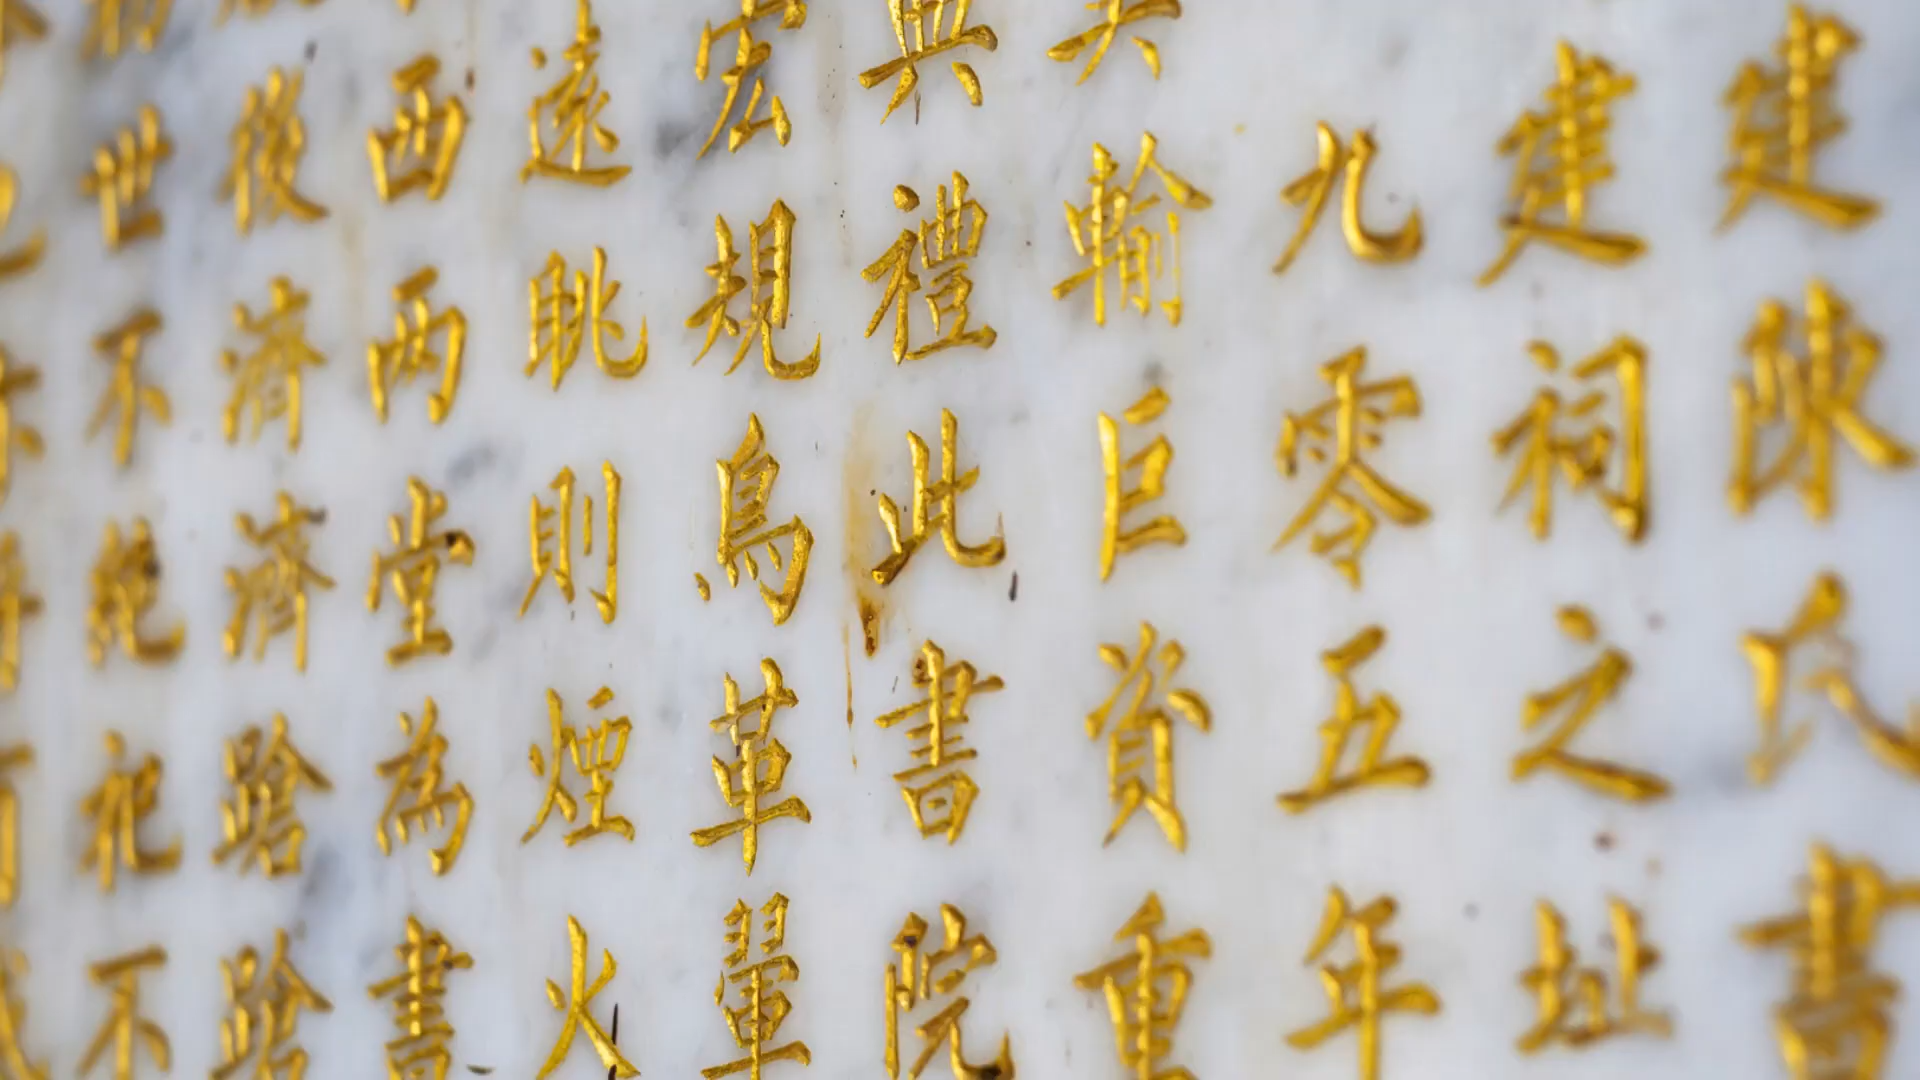 建陳氏書
建祠之址
九零五年
輸巨資重
典禮此書院
宏規鳥革翬
遠眺則煙火
西兩堂為書
後濟濟蹌蹌
世不絕祀不